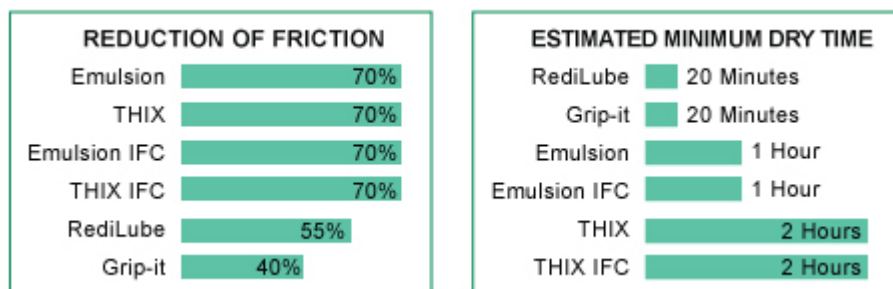 REDUCTION OF FRICTION
Emulsion 70%
THIX 70%
Emulsion IFC 70%
THIX IFC 70%
RediLube 55%
Grip-it 40%
ESTIMATED MINIMUM DRY TIME
RediLube 20 Minutes
Grip-it 20 Minutes
Emulsion 1 Hour
Emulsion IFC 1 Hour
THIX 2 Hours
THIX IFC 2 Hours